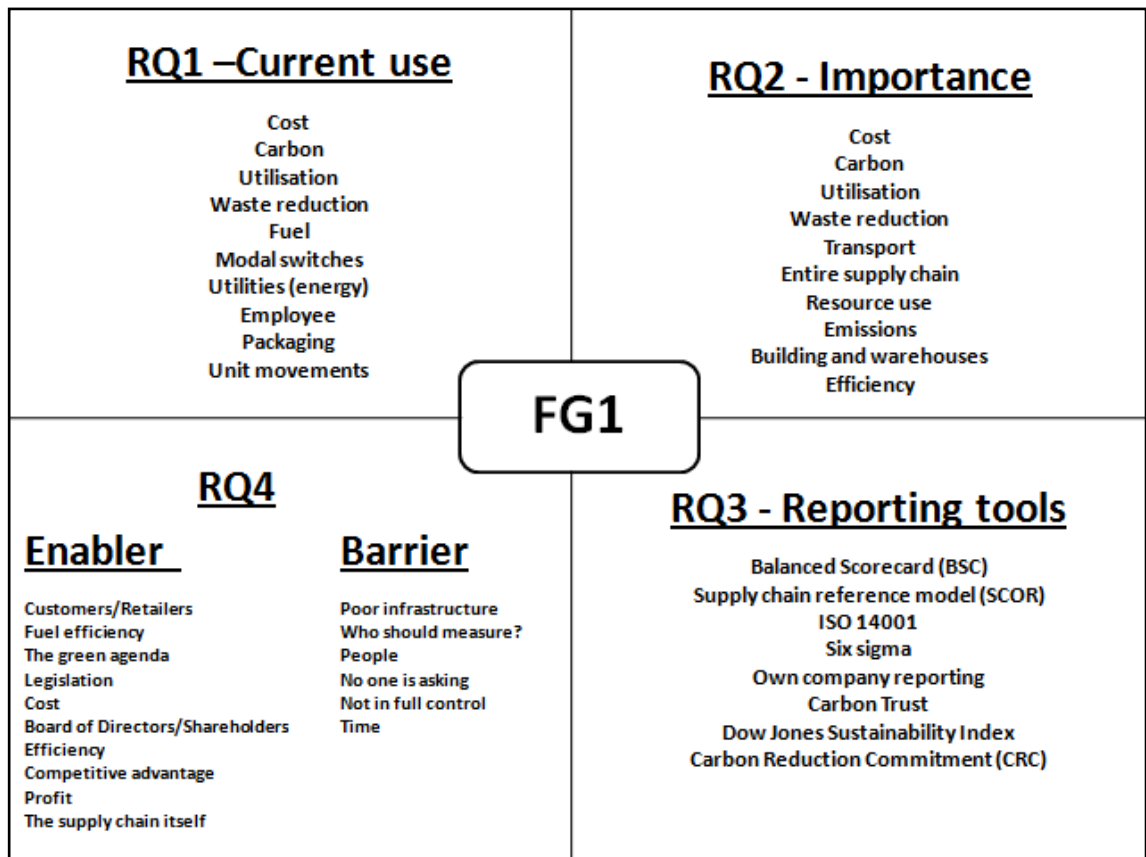 RQ1 –Current use
Cost
Carbon
Utilisation
Waste reduction
Fuel
Modal switches
Utilities (energy)
Employee
Packaging
Unit movements
RQ2 - Importance
Cost
Carbon
Utilisation
Waste reduction
Transport
Entire supply chain
Resource use
Emissions
Building and warehouses
Efficiency
FG1
RQ4
Enabler
Customers/Retailers
Fuel efficiency
The green agenda
Legislation
Cost
Board of Directors/Shareholders
Efficiency
Competitive advantage
Profit
The supply chain itself
Barrier
Poor infrastructure
Who should measure?
People
No one is asking
Not in full control
Time
RQ3 - Reporting tools
Balanced Scorecard (BSC)
Supply chain reference model (SCOR)
ISO 14001
Six sigma
Own company reporting
Carbon Trust
Dow Jones Sustainability Index
Carbon Reduction Commitment (CRC)